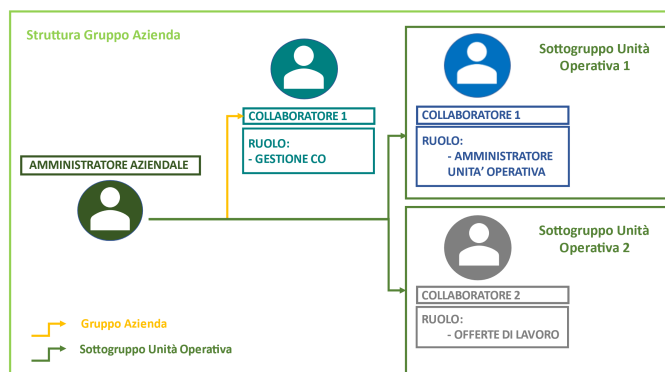 Struttura Gruppo Azienda
AMMINISTRATORE AZIENDALE
COLLABORATORE 1
RUOLO:
- GESTIONE CO
Sottogruppo Unità
Operativa 1
COLLABORATORE 1
RUOLO:
- AMMINISTRATORE
UNITA’ OPERATIVA
Sottogruppo Unità
Operativa 2
COLLABORATORE 2
RUOLO:
- OFFERTE DI LAVORO
Gruppo Azienda
Sottogruppo Unità Operativa